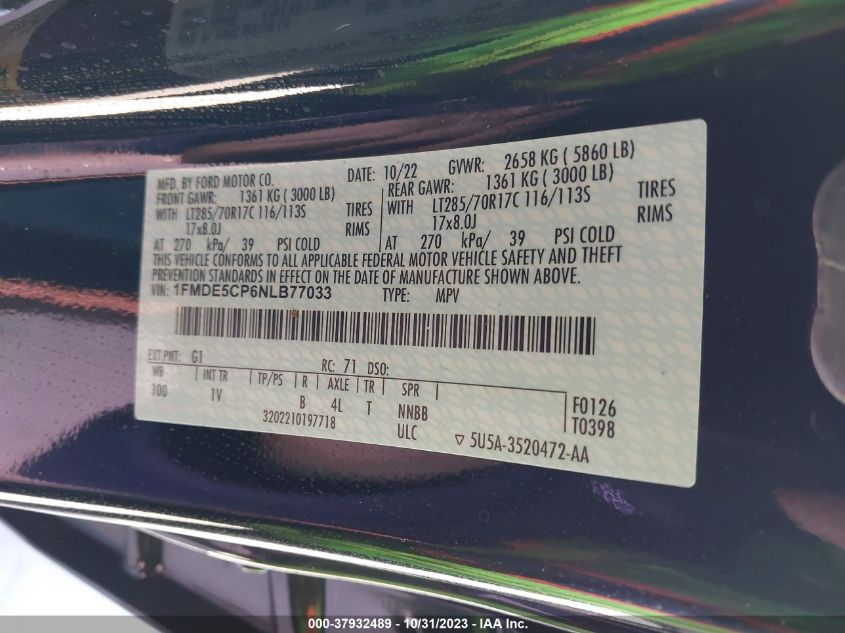 MFD. BY FORD MOTOR CO.
DATE: 10/22 GVWR: 2658 KG ( 5860 LB)
FRONT GAWR: 1361 KG ( 3000 LB)
WITH LT285/70R17C 116/113S TIRES
17x8.0J RIMS
AT 270 kPa/ 39 PSI COLD
REAR GAWR: 1361 KG ( 3000 LB)
WITH LT285/70R17C 116/113S TIRES
17x8.0J RIMS
AT 270 kPa/ 39 PSI COLD
THIS VEHICLE CONFORMS TO ALL APPLICABLE FEDERAL MOTOR VEHICLE SAFETY AND THEFT
PREVENTION STANDARDS IN EFFECT ON THE DATE OF MANUFACTURE SHOWN ABOVE.
VIN: 1FMDE5CP6NLB77033 TYPE: MPV
EXT PNT: G1 RC: 71 DSO:
WB INT TR TP/PS R AXLE TR SPR
100 1V B 4L T NNBB
3202210197718 ULC
F0126
T0398
▽ 5U5A-3520472-AA
000-37932489 - 10/31/2023 - IAA Inc.